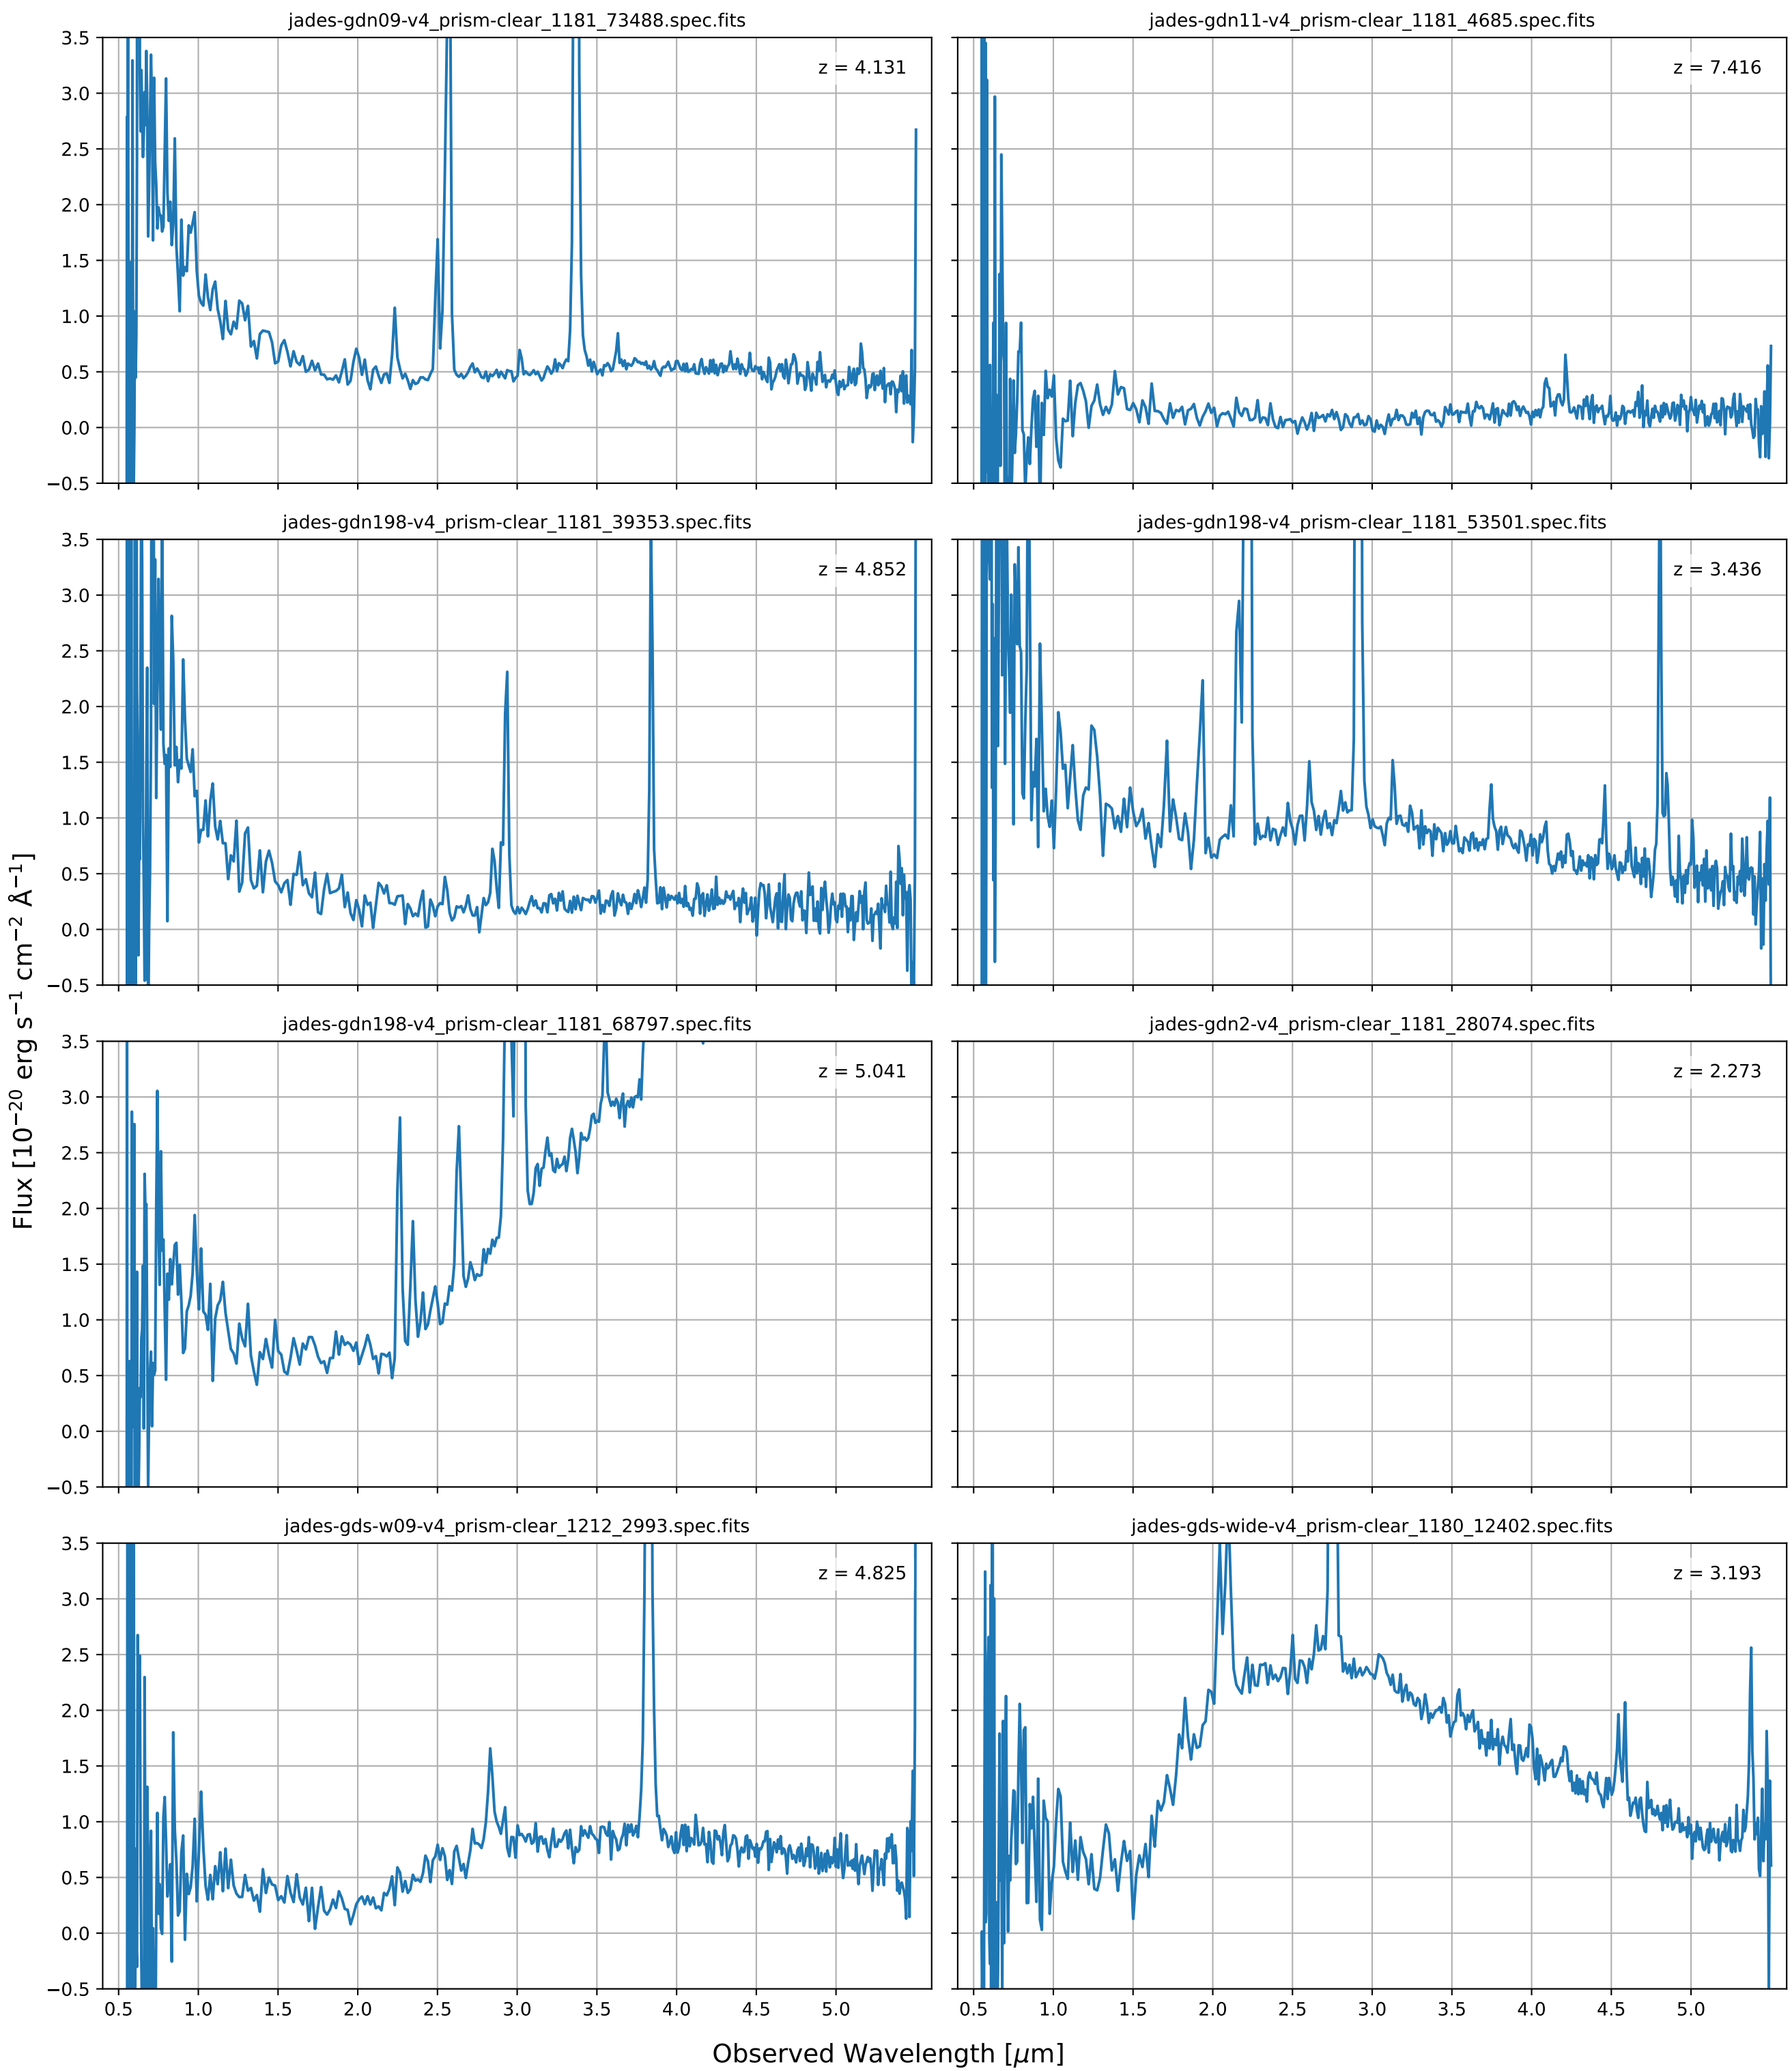 jades-gdn09-v4_prism-clear_1181_73488.spec.fits
jades-gdn11-v4_prism-clear_1181_4685.spec.fits
3.5
3.0
2.5
2.0
1.5
1.0
0.5
0.0
−0.5
z = 4.131
z = 7.416
jades-gdn198-v4_prism-clear_1181_39353.spec.fits
jades-gdn198-v4_prism-clear_1181_53501.spec.fits
3.5
3.0
2.5
2.0
1.5
1.0
0.5
0.0
−0.5
z = 4.852
z = 3.436
jades-gdn198-v4_prism-clear_1181_68797.spec.fits
jades-gdn2-v4_prism-clear_1181_28074.spec.fits
3.5
3.0
2.5
2.0
1.5
1.0
0.5
0.0
−0.5
z = 5.041
z = 2.273
jades-gds-w09-v4_prism-clear_1212_2993.spec.fits
jades-gds-wide-v4_prism-clear_1180_12402.spec.fits
3.5
3.0
2.5
2.0
1.5
1.0
0.5
0.0
−0.5
z = 4.825
z = 3.193
0.5 1.0 1.5 2.0 2.5 3.0 3.5 4.0 4.5 5.0
0.5 1.0 1.5 2.0 2.5 3.0 3.5 4.0 4.5 5.0
Flux [10⁻²⁰ erg s⁻¹ cm⁻² Å⁻¹]
Observed Wavelength [μm]